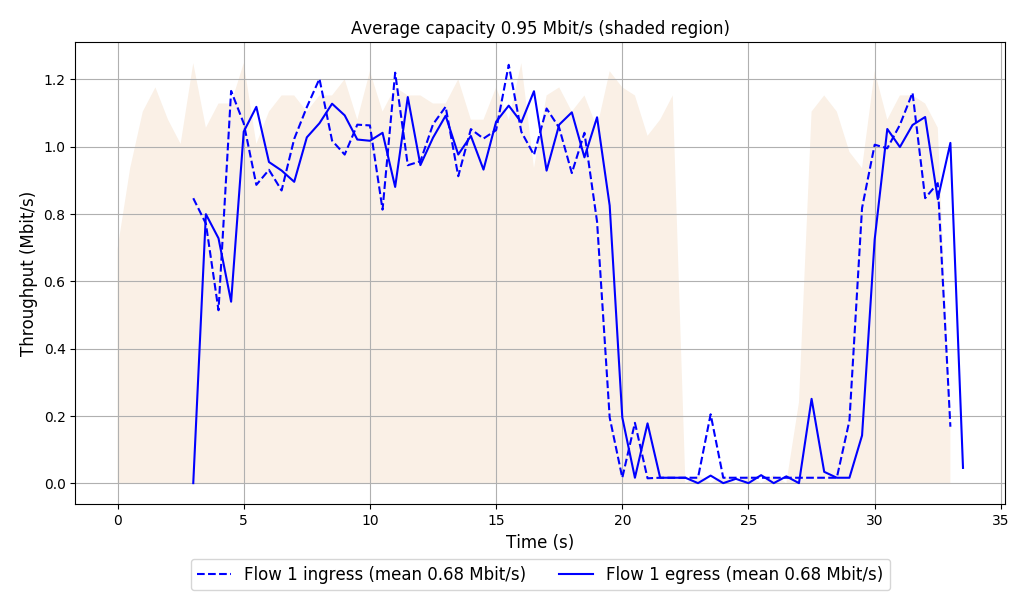 Average capacity 0.95 Mbit/s (shaded region)
Throughput (Mbit/s)
1.2
1.0
0.8
0.6
0.4
0.2
0.0
0 5 10 15 20 25 30 35
Time (s)
Flow 1 ingress (mean 0.68 Mbit/s) Flow 1 egress (mean 0.68 Mbit/s)